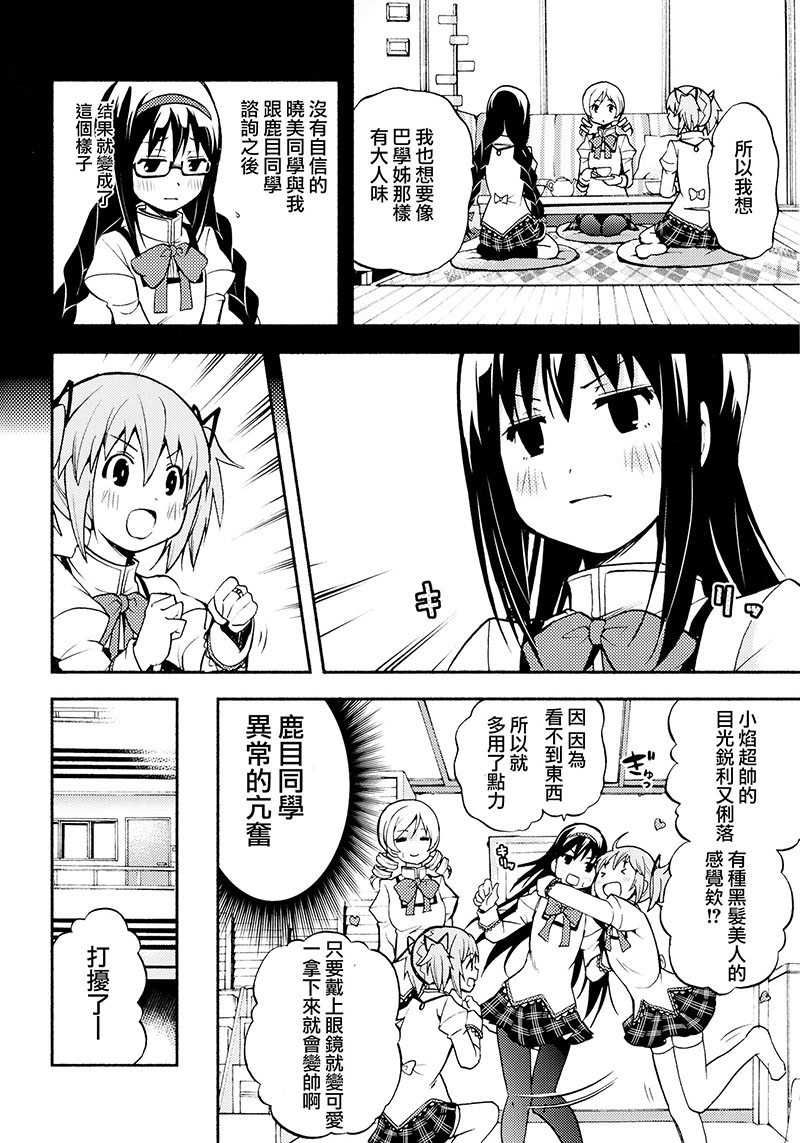 所以我想
我也想要像
巴學姊那樣
有大人味
沒有自信的
曉美同學與我
跟鹿目同學
諮詢之後
结果就變成了
這個樣子
キッ
小焰超帥的
目光銳利又俐落
有種黑髮美人的
感覺欸!?
因 因為
看不到東西
所以就
多用了點力
ぎゅっ
キリッ
鹿目同學
異常的亢奮
只要戴上眼鏡就變可愛
一拿下來就會變帥啊
打擾了ー